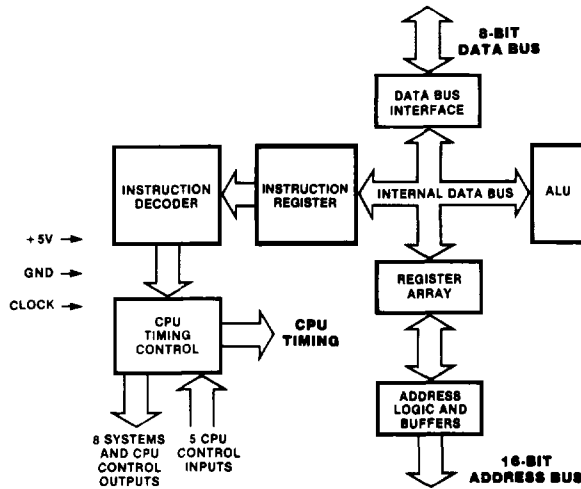 8-BIT
DATA BUS
DATA BUS
INTERFACE
INSTRUCTION
DECODER
INSTRUCTION
REGISTER
INTERNAL DATA BUS
ALU
+5V
GND
CLOCK
REGISTER
ARRAY
CPU
TIMING
CONTROL
CPU
TIMING
ADDRESS
LOGIC AND
BUFFERS
8 SYSTEMS
AND CPU
CONTROL
OUTPUTS
5 CPU
CONTROL
INPUTS
16-BIT
ADDRESS BUS